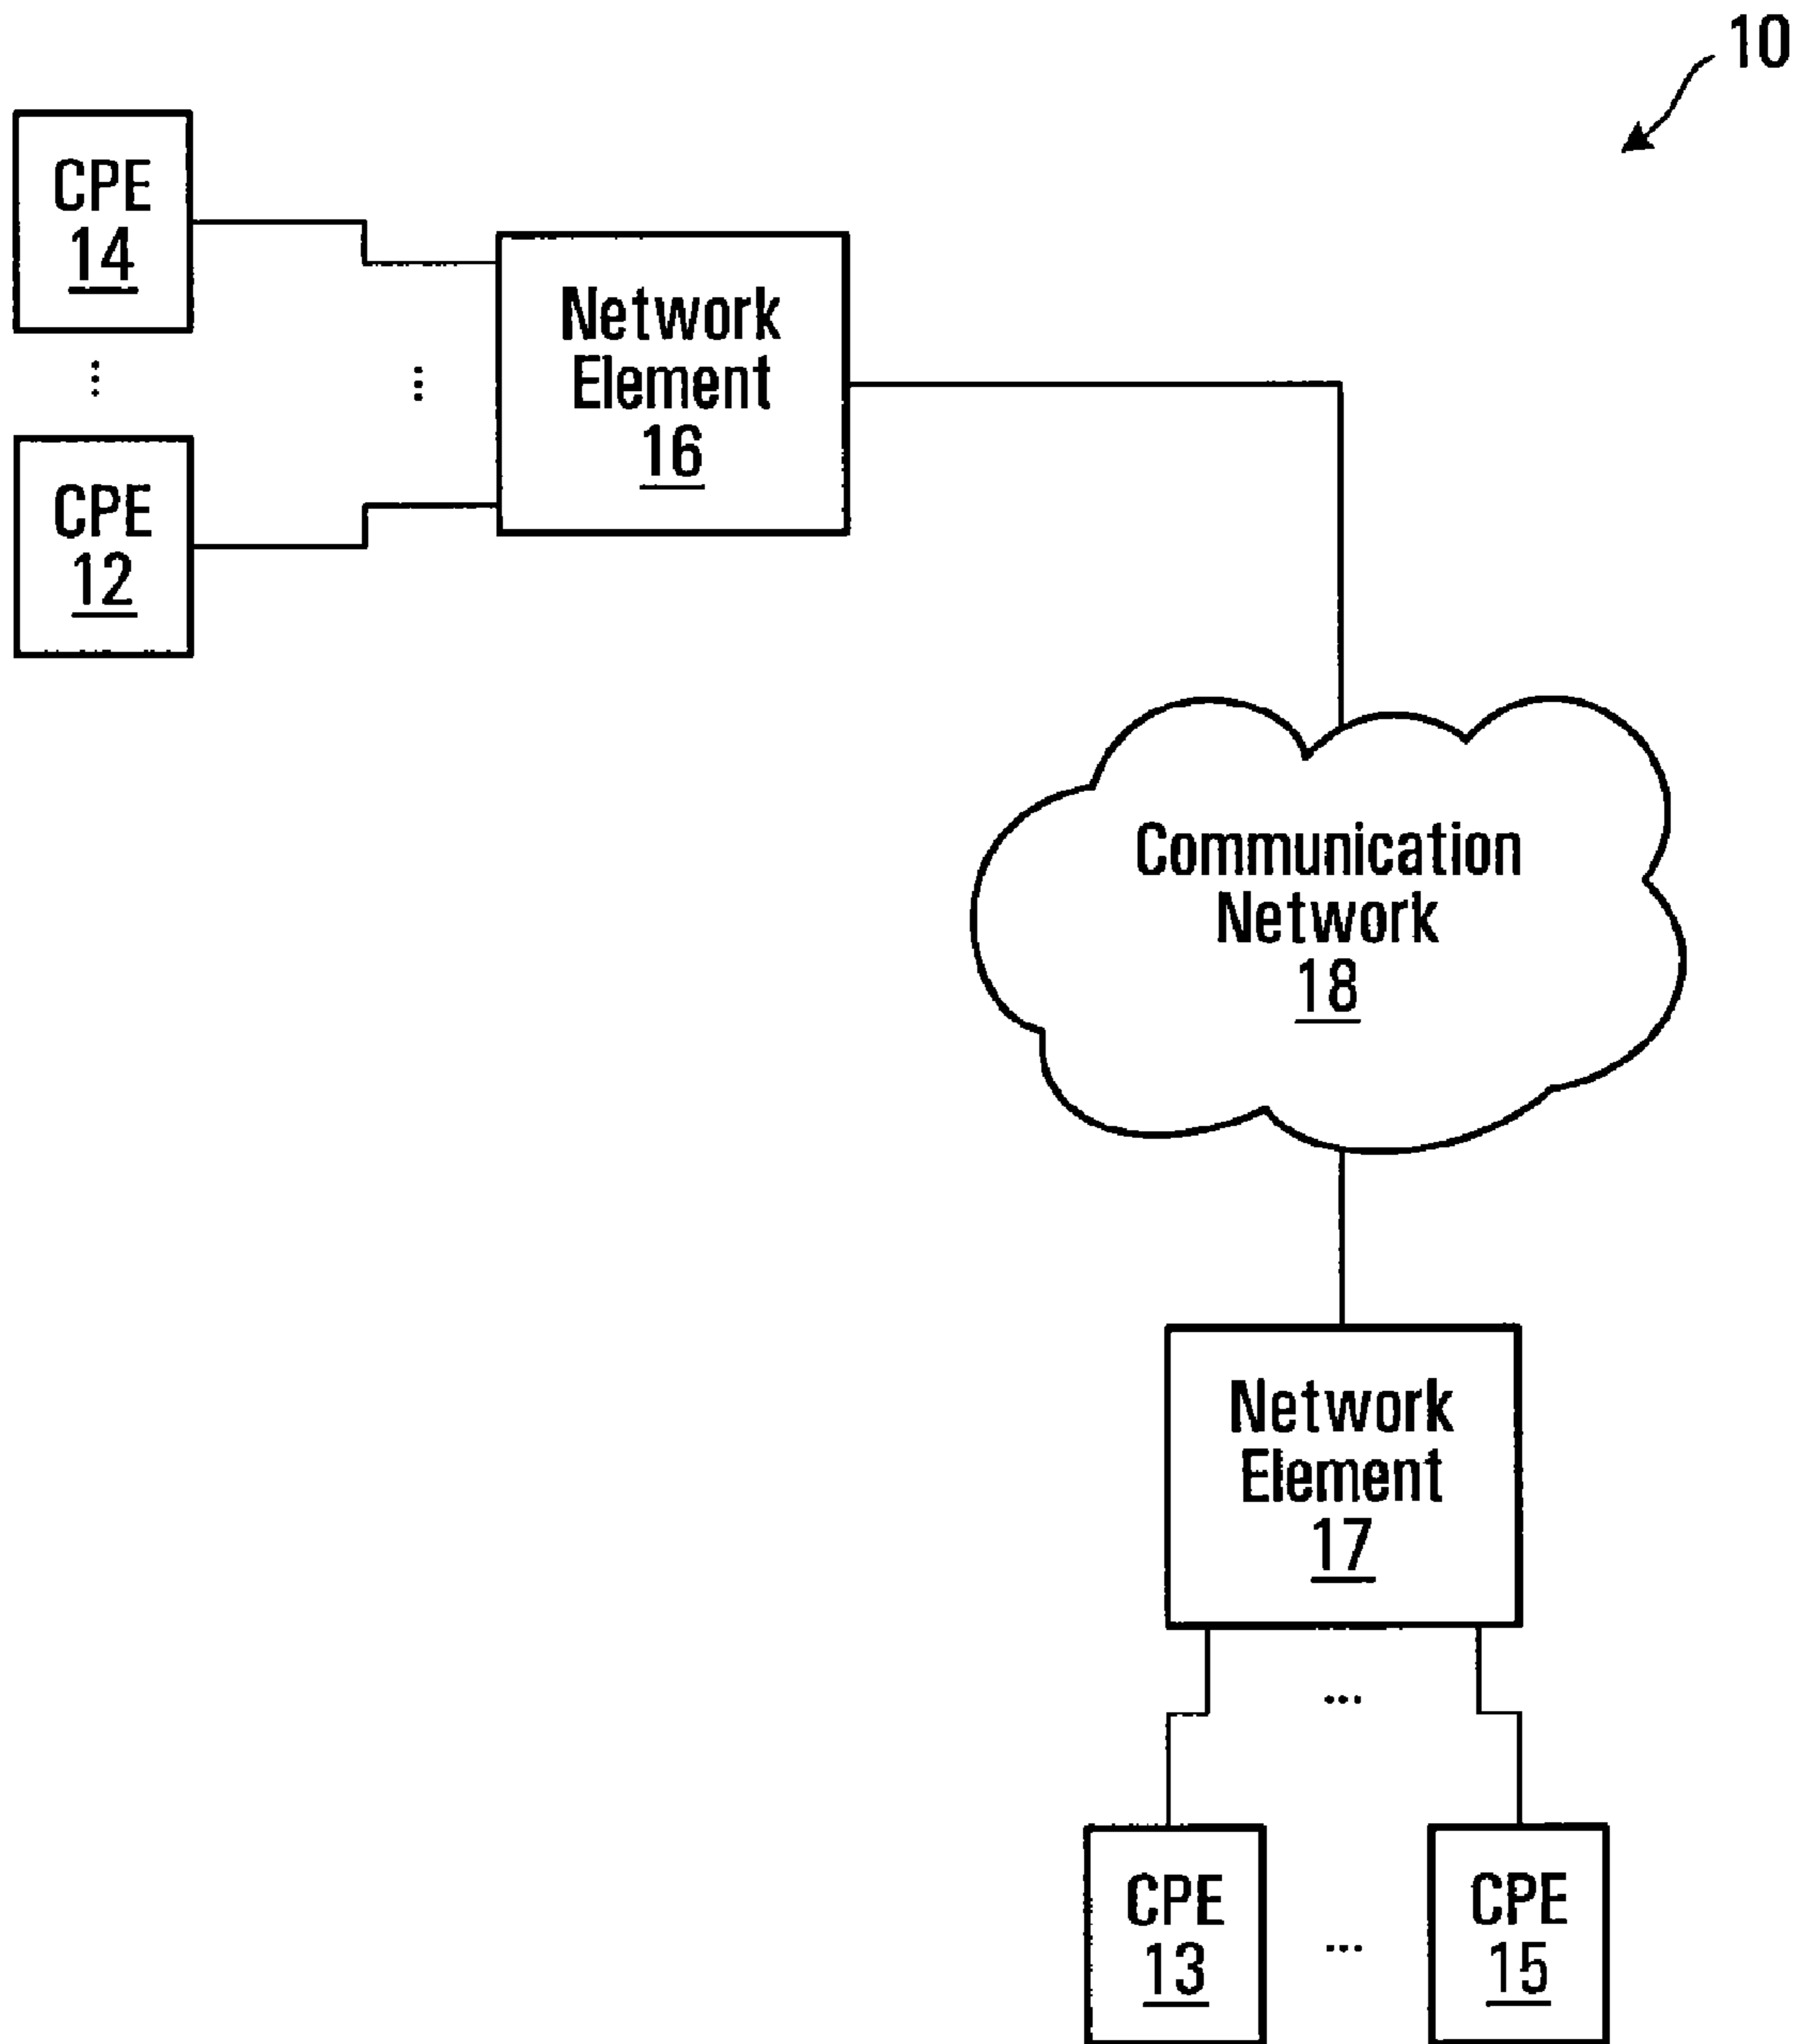 10
CPE
14
Network
Element
16
CPE
12
Communication
Network
18
Network
Element
17
CPE
13
CPE
15